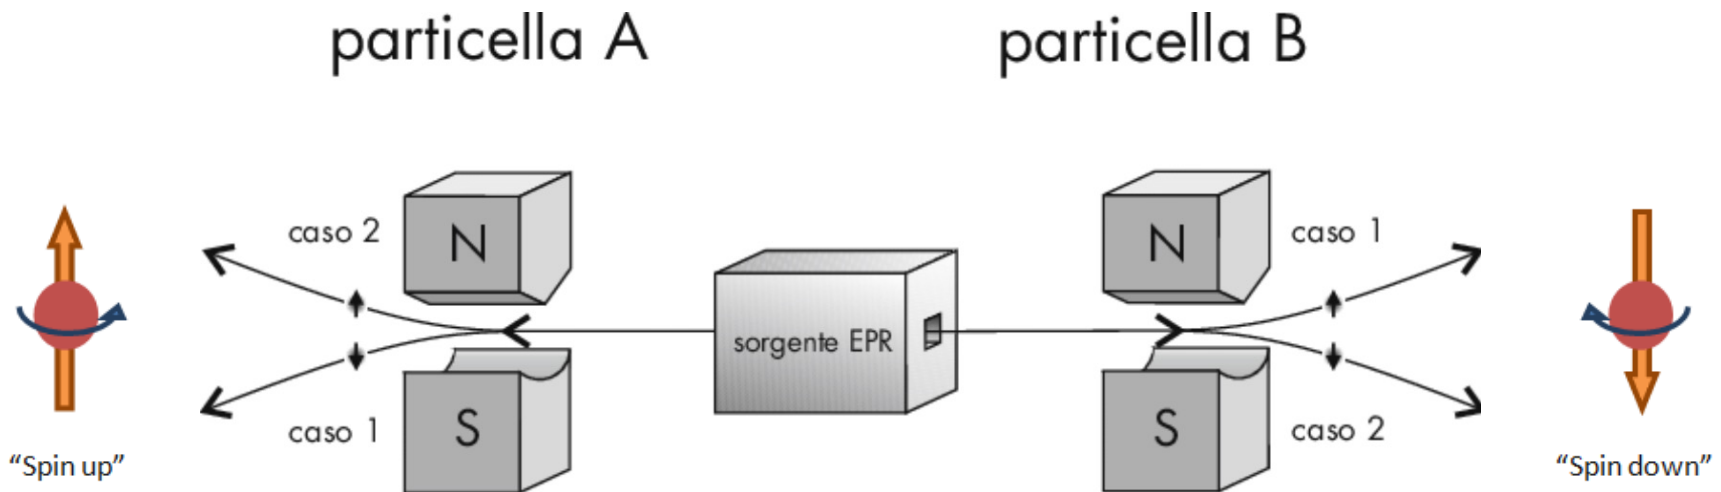 particella A
particella B
caso 2
N
N
caso 1
sorgente EPR
caso 1
S
S
caso 2
“Spin up”
“Spin down”